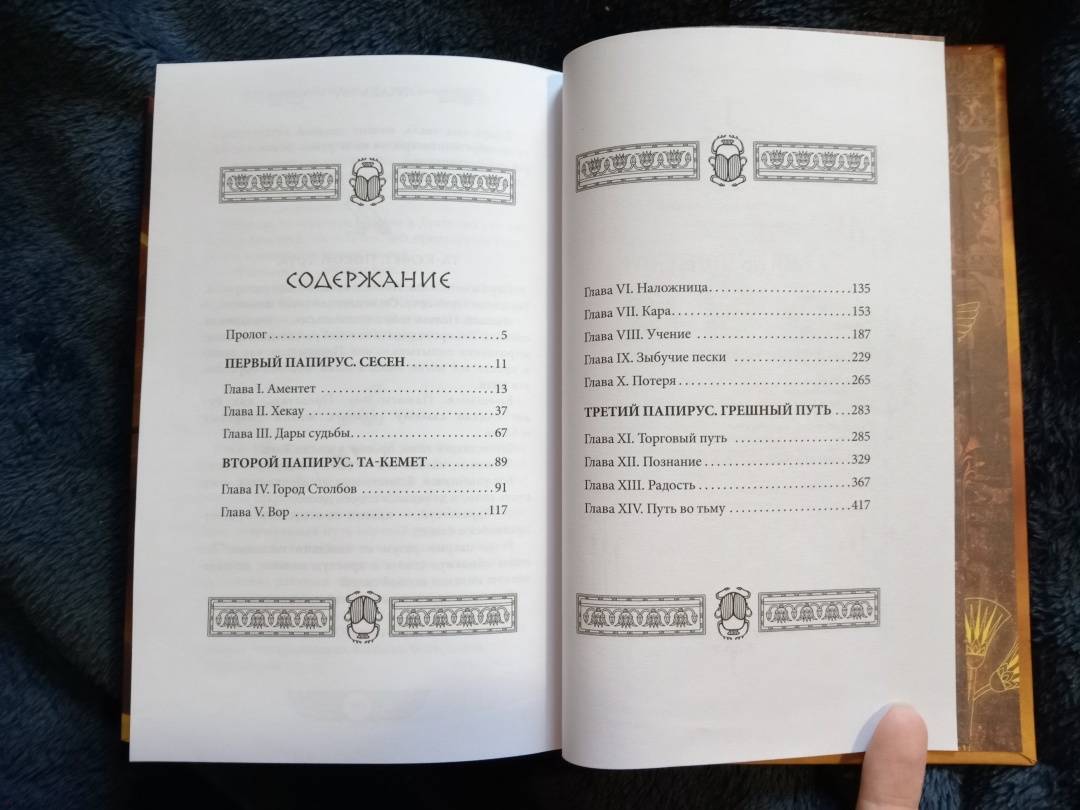 СОДЕРЖАНИЕ
Пролог.................................5
ПЕРВЫЙ ПАПИРУС. СЕСЕН.............11
Глава I. Аментет .........................13
Глава II. Хекау ...........................37
Глава III. Дары судьбы.....................67
ВТОРОЙ ПАПИРУС. ТА-КЕМЕТ..........89
Глава IV. Город Столбов ...................91
Глава V. Вор .............................117
Глава VI. Наложница.....................135
Глава VII. Кара..........................153
Глава VIII. Учение .......................187
Глава IX. Зыбучие пески ..................229
Глава X. Потеря..........................265
ТРЕТИЙ ПАПИРУС. ГРЕШНЫЙ ПУТЬ ...283
Глава XI. Торговый путь ..................285
Глава XII. Познание......................329
Глава XIII. Радость.......................367
Глава XIV. Путь во тьму ..................417